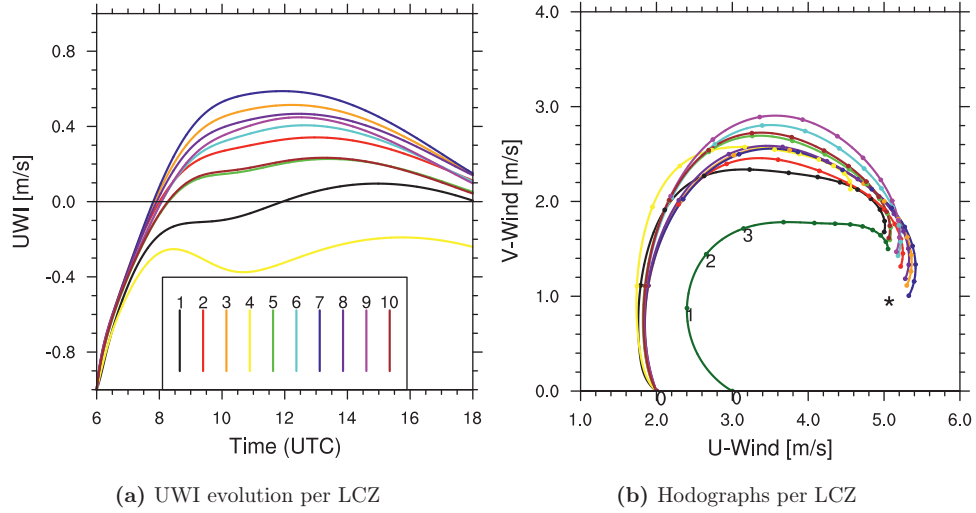 0.8
0.4
0.0
-0.4
-0.8
UWI [m/s]
6 8 10 12 14 16 18
Time (UTC)
1 2 3 4 5 6 7 8 9 10
(a) UWI evolution per LCZ
4.0
3.0
2.0
1.0
0.0
V-Wind [m/s]
3
2
1
*
0 0
1.0 2.0 3.0 4.0 5.0 6.0
U-Wind [m/s]
(b) Hodographs per LCZ